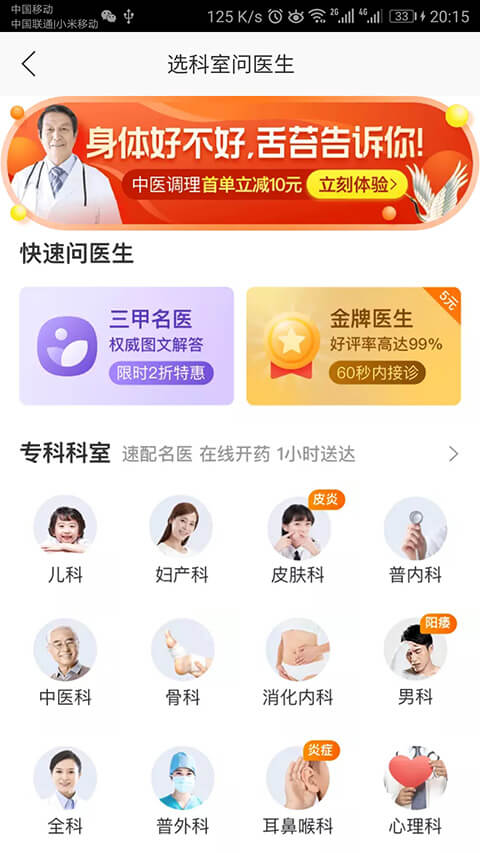 中国移动
中国联通|小米移动
125 K/s 2G 4G 33 20:15
选科室问医生
身体好不好,舌苔告诉你!
中医调理首单立减10元 立刻体验>
快速问医生
三甲名医
权威图文解答
限时2折特惠
5元
金牌医生
好评率高达99%
60秒内接诊
专科科室 速配名医 在线开药 1小时送达
皮炎
儿科 妇产科 皮肤科 普内科
阳痿
中医科 骨科 消化内科 男科
炎症
全科 普外科 耳鼻喉科 心理科